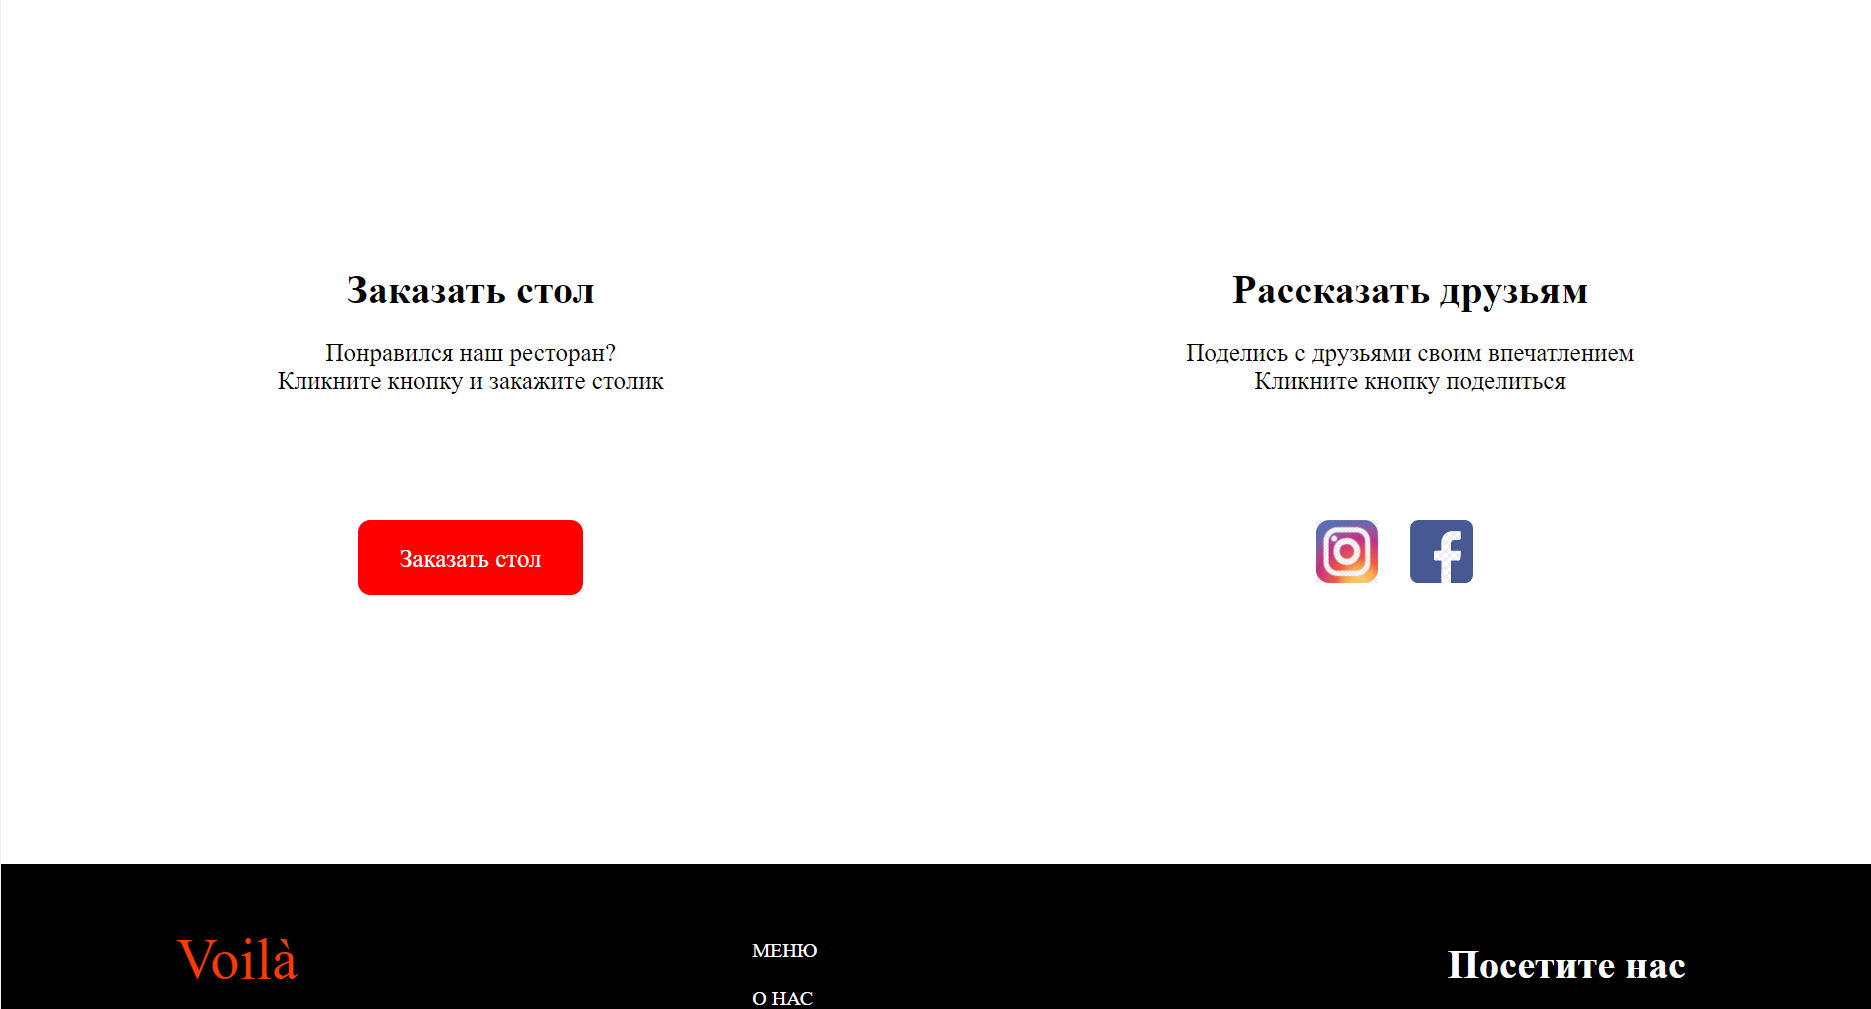 Заказать стол
Понравился наш ресторан?
Кликните кнопку и закажите столик
Заказать стол
Рассказать друзьям
Поделись с друзьями своим впечатлением
Кликните кнопку поделиться
Voilà
МЕНЮ
О НАС
Посетите нас